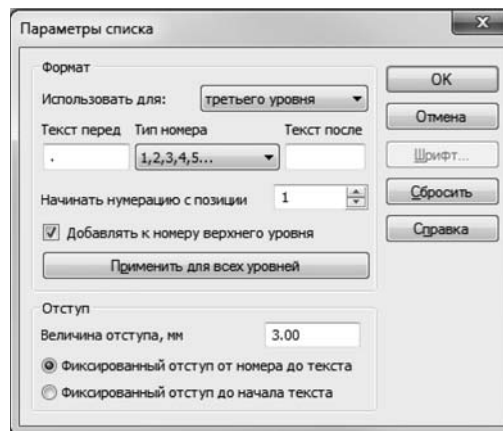 Параметры списка
x
Формат
Использовать для: третьего уровня
Текст перед Тип номера Текст после
. 1,2,3,4,5...
Начинать нумерацию с позиции 1
Добавлять к номеру верхнего уровня
Применить для всех уровней
Отступ
Величина отступа, мм 3.00
Фиксированный отступ от номера до текста
Фиксированный отступ до начала текста
OK
Отмена
Шрифт...
Сбросить
Справка